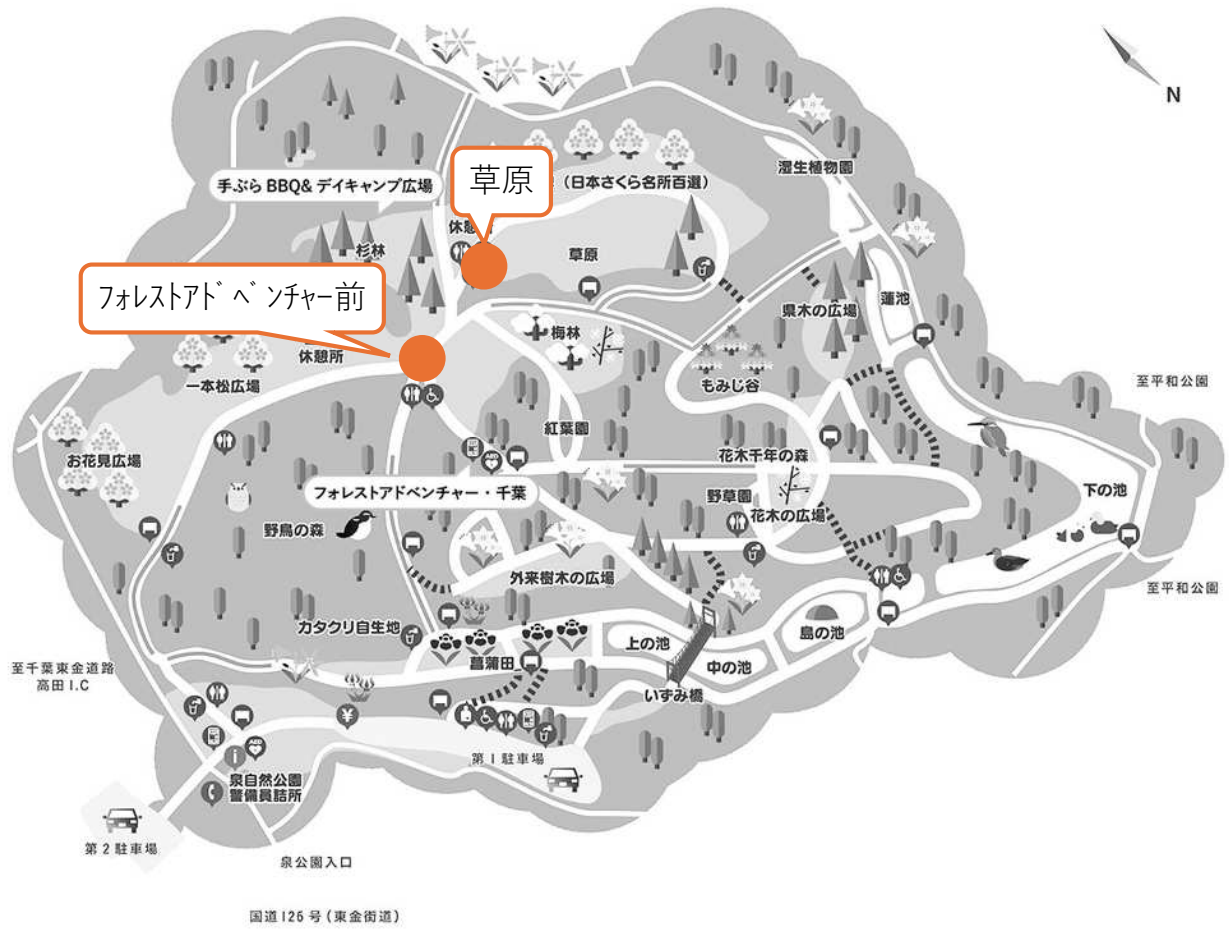 N
湿生植物園
手ぶら BBQ& デイキャンプ広場
草原
（日本さくら名所百選）
休憩
杉林
草原
フォレストアドベンチャー前
蓮池
県木の広場
梅林
休憩所
一本松広場
もみじ谷
至平和公園
紅葉園
お花見広場
花木千年の森
フォレストアドベンチャー・千葉
下の池
野草園
花木の広場
野鳥の森
外来樹木の広場
至平和公園
カタクリ自生地
島の池
上の池
菖蒲田
中の池
至千葉東金道路
高田I.C
いずみ橋
¥
AED
AED
i
第1駐車場
泉自然公園
警備員詰所
第2駐車場
泉公園入口
国道126号（東金街道）